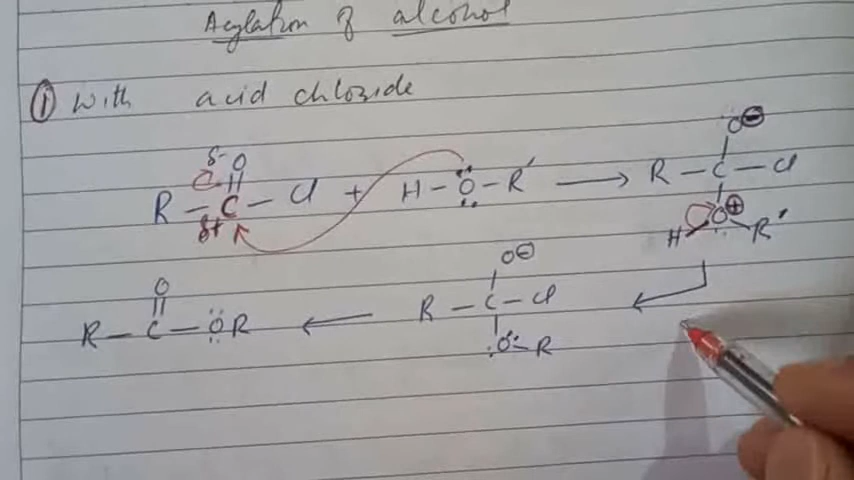 Acylation of alcohol
① With acid chloride
δ- O O ⊖
R - C - Cl + H - O - R' → R - C - Cl
δ+ O ⊕
H R'
O ⊖
O R - C - Cl
R - C - OR ← O - R